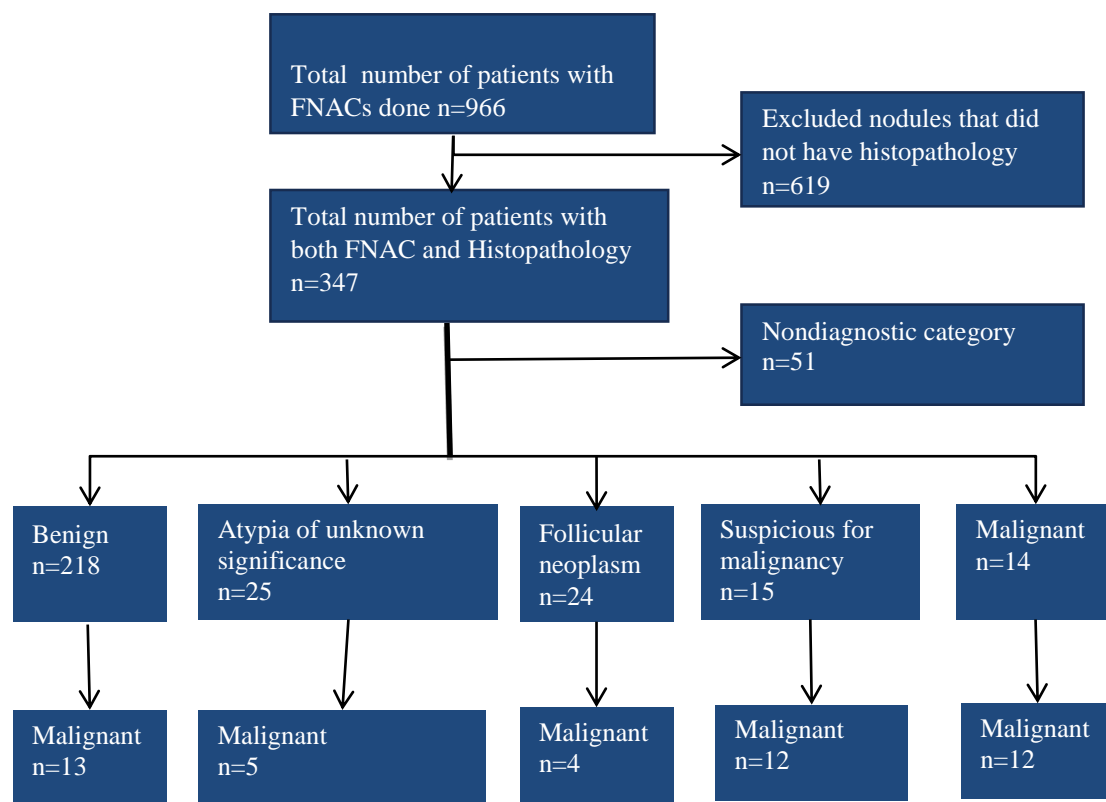 Total number of patients with
FNACs done n=966
Excluded nodules that did
not have histopathology
n=619
Total number of patients with
both FNAC and Histopathology
n=347
Nondiagnostic category
n=51
Benign
n=218
Atypia of unknown
significance
n=25
Follicular
neoplasm
n=24
Suspicious for
malignancy
n=15
Malignant
n=14
Malignant
n=13
Malignant
n=5
Malignant
n=4
Malignant
n=12
Malignant
n=12